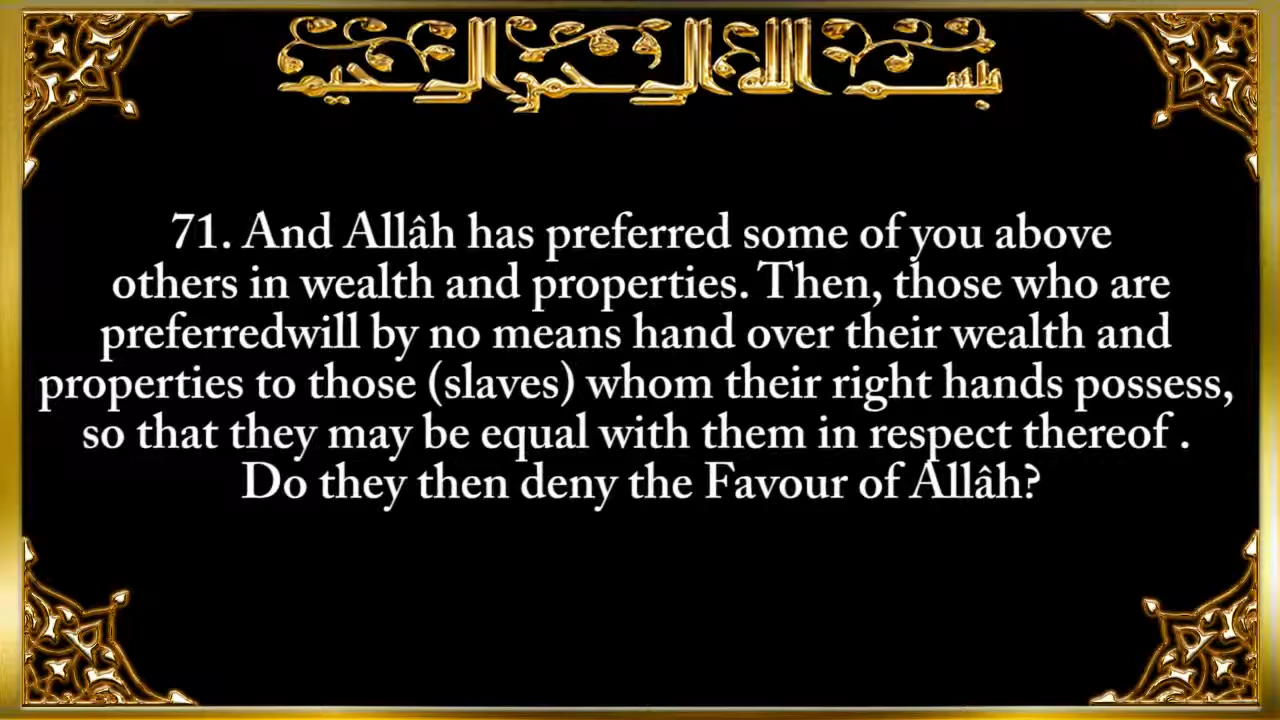 بسم الله الرحمن الرحيم
71. And Allâh has preferred some of you above
others in wealth and properties. Then, those who are
preferredwill by no means hand over their wealth and
properties to those (slaves) whom their right hands possess,
so that they may be equal with them in respect thereof .
Do they then deny the Favour of Allâh?